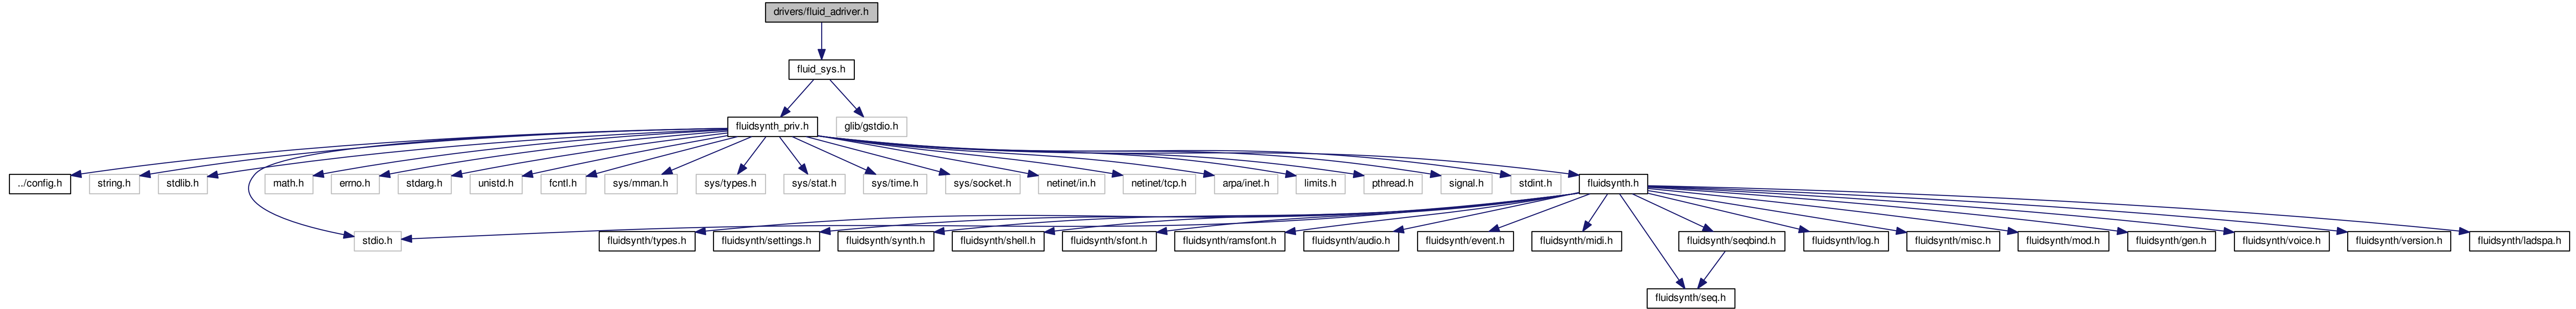 drivers/fluid_adriver.h
fluid_sys.h
fluidsynth_priv.h
glib/gstdio.h
../config.h
string.h
stdlib.h
math.h
errno.h
stdarg.h
unistd.h
fcntl.h
sys/mman.h
sys/types.h
sys/stat.h
sys/time.h
sys/socket.h
netinet/in.h
netinet/tcp.h
arpa/inet.h
limits.h
pthread.h
signal.h
stdint.h
fluidsynth.h
stdio.h
fluidsynth/types.h
fluidsynth/settings.h
fluidsynth/synth.h
fluidsynth/shell.h
fluidsynth/sfont.h
fluidsynth/ramsfont.h
fluidsynth/audio.h
fluidsynth/event.h
fluidsynth/midi.h
fluidsynth/seqbind.h
fluidsynth/log.h
fluidsynth/misc.h
fluidsynth/mod.h
fluidsynth/gen.h
fluidsynth/voice.h
fluidsynth/version.h
fluidsynth/ladspa.h
fluidsynth/seq.h